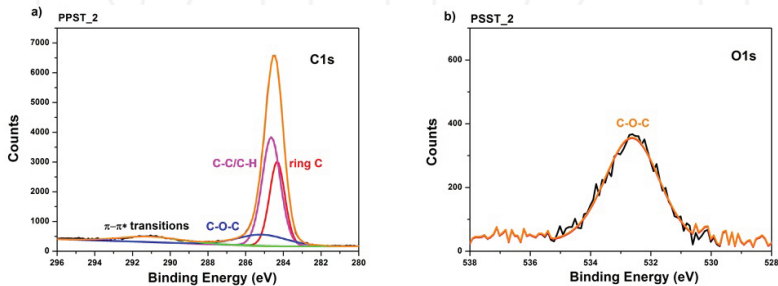 a)
PPST_2
C1s
Counts
7000
6000
5000
4000
3000
2000
1000
0
C-C/C-H
ring C
π-π* transitions
C-O-C
296 294 292 290 288 286 284 282 280
Binding Energy (eV)
b)
PSST_2
O1s
Counts
600
400
200
0
C-O-C
538 536 534 532 530 528
Binding Energy (eV)